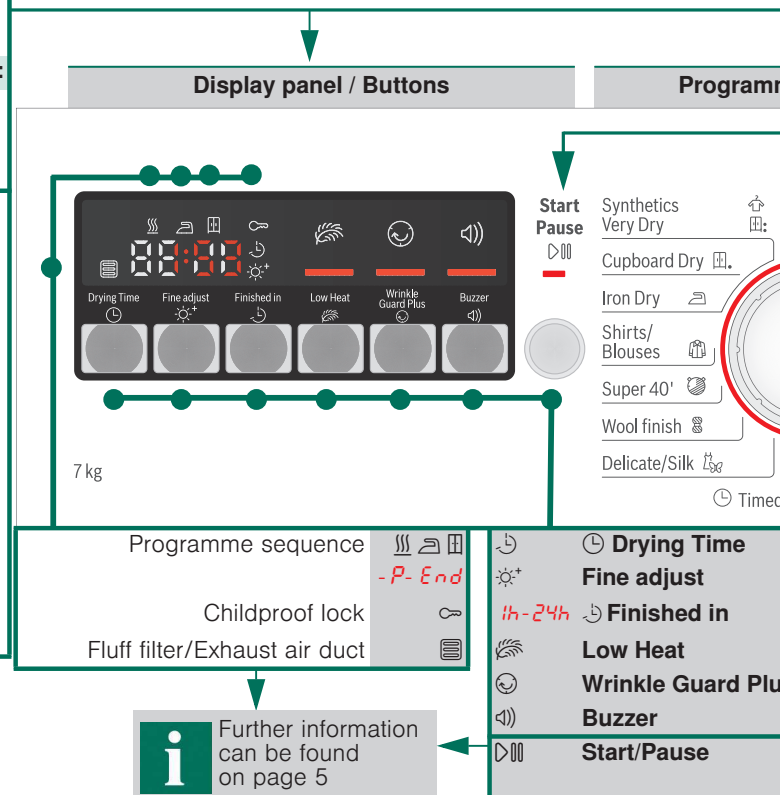 Display panel / Buttons
Start
Pause
Synthetics
Very Dry
Cupboard Dry
Iron Dry
Shirts/
Blouses
Super 40'
Wool finish
Delicate/Silk
Drying Time
Fine adjust
Finished in
Low Heat
Wrinkle
Guard Plus
Buzzer
7 kg
Programme sequence
-P- End
Childproof lock
Fluff filter/Exhaust air duct
Drying Time
Fine adjust
1h-24h Finished in
Low Heat
Wrinkle Guard
Buzzer
Start/Pause
i
Further information
can be found
on page 5